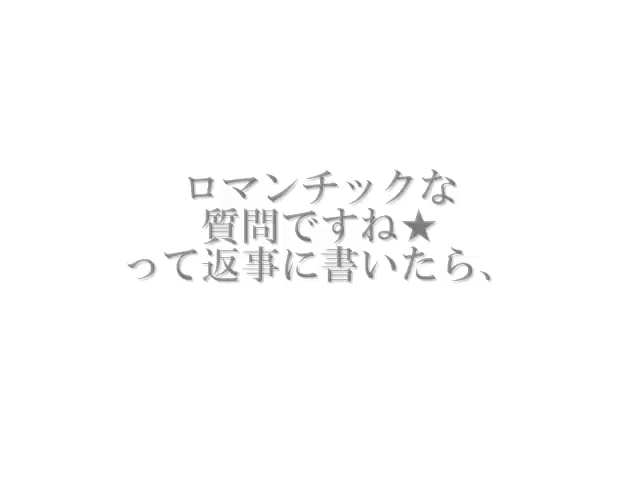 ロマンチックな
質問ですね★
って返事に書いたら、